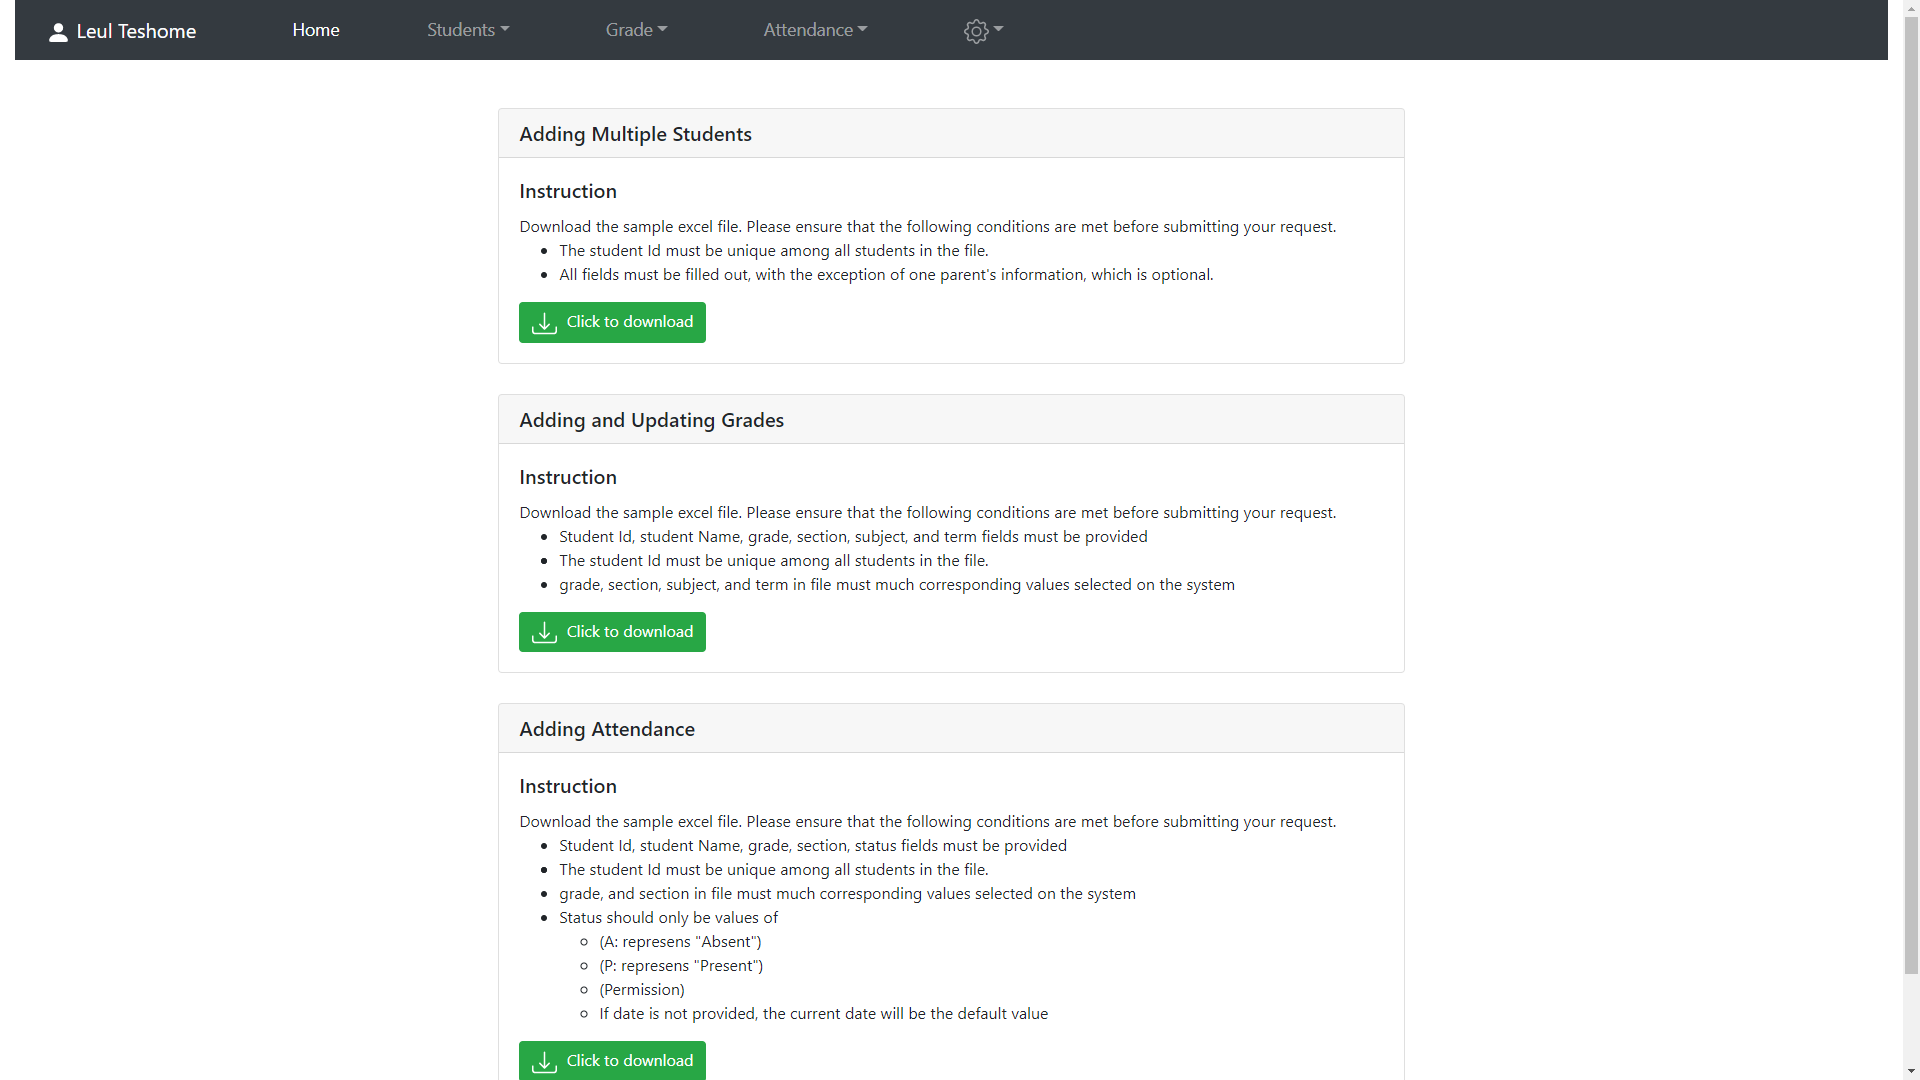 Leul Teshome Home Students Grade Attendance
Adding Multiple Students
Instruction
Download the sample excel file. Please ensure that the following conditions are met before submitting your request.
The student Id must be unique among all students in the file.
All fields must be filled out, with the exception of one parent's information, which is optional.
Click to download
Adding and Updating Grades
Instruction
Download the sample excel file. Please ensure that the following conditions are met before submitting your request.
Student Id, student Name, grade, section, subject, and term fields must be provided
The student Id must be unique among all students in the file.
grade, section, subject, and term in file must much corresponding values selected on the system
Click to download
Adding Attendance
Instruction
Download the sample excel file. Please ensure that the following conditions are met before submitting your request.
Student Id, student Name, grade, section, status fields must be provided
The student Id must be unique among all students in the file.
grade, and section in file must much corresponding values selected on the system
Status should only be values of
(A: represens "Absent")
(P: represens "Present")
(Permission)
If date is not provided, the current date will be the default value
Click to download